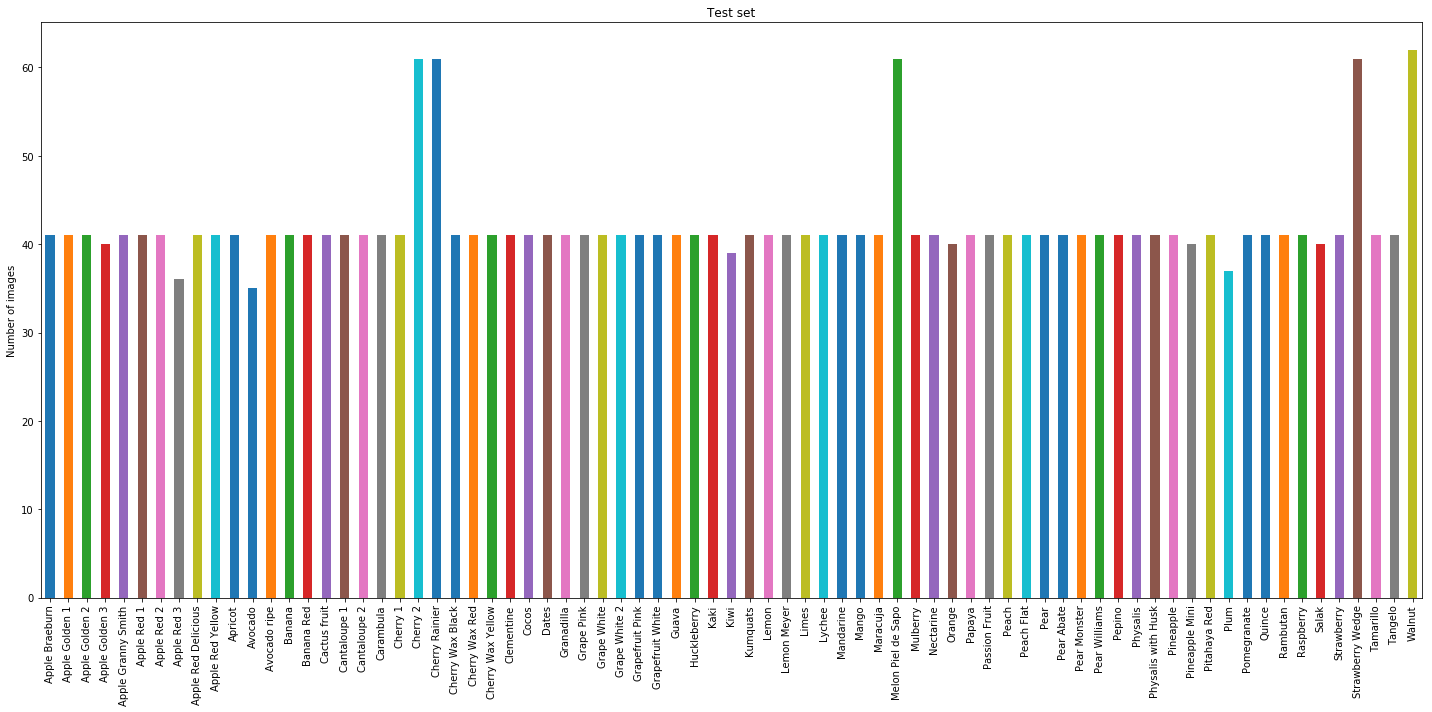 Test set
Number of images
60
50
40
30
20
10
0
Apple Braeburn
Apple Golden 1
Apple Golden 2
Apple Golden 3
Apple Granny Smith
Apple Red 1
Apple Red 2
Apple Red 3
Apple Red Delicious
Apple Red Yellow
Apricot
Avocado
Avocado ripe
Banana
Banana Red
Cactus fruit
Cantaloupe 1
Cantaloupe 2
Carambula
Cherry 1
Cherry 2
Cherry Rainier
Cherry Wax Black
Cherry Wax Red
Cherry Wax Yellow
Clementine
Cocos
Dates
Granadilla
Grape Pink
Grape White
Grape White 2
Grapefruit Pink
Grapefruit White
Guava
Huckleberry
Kaki
Kiwi
Kumquats
Lemon
Lemon Meyer
Limes
Lychee
Mandarine
Mango
Maracuja
Melon Piel de Sapo
Mulberry
Nectarine
Orange
Papaya
Passion Fruit
Peach
Peach Flat
Pear
Pear Abate
Pear Monster
Pear Williams
Pepino
Physalis
Physalis with Husk
Pineapple
Pineapple Mini
Pitahaya Red
Plum
Pomegranate
Quince
Rambutan
Raspberry
Salak
Strawberry
Strawberry Wedge
Tamarillo
Tangelo
Walnut